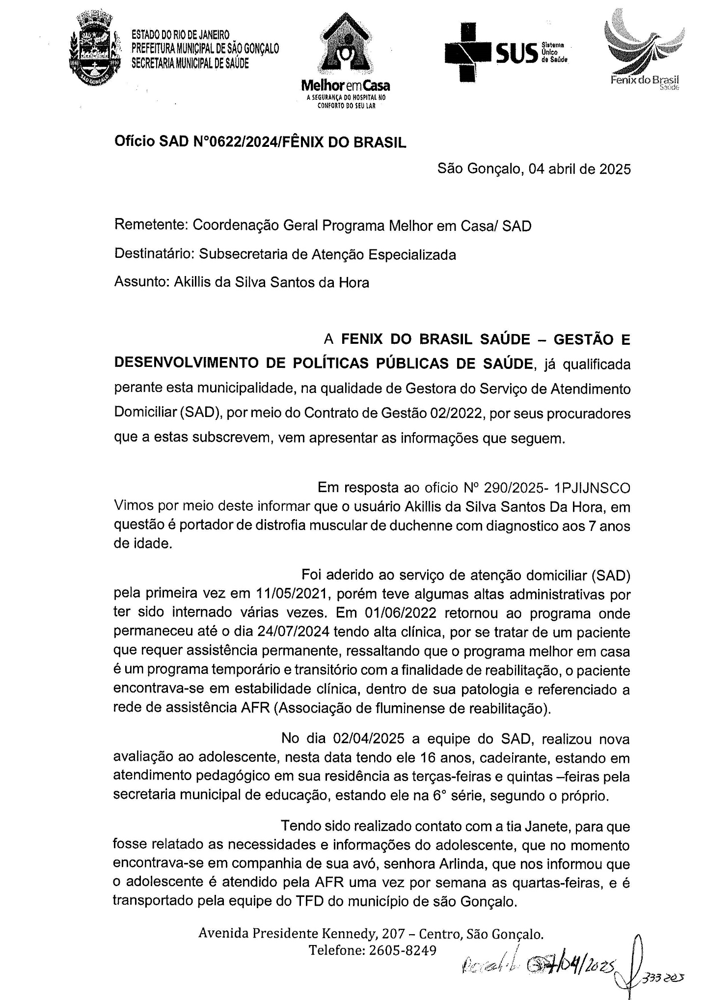 ESTADO DO RIO DE JANEIRO
PREFEITURA MUNICIPAL DE SÃO GONÇALO
SECRETARIA MUNICIPAL DE SAÚDE
SÃO GONÇALO
Melhor em Casa
A SEGURANÇA DO HOSPITAL NO
CONFORTO DO SEU LAR
SUS
Sistema
Único
de Saúde
Fenix do Brasil
Saúde
Ofício SAD N°0622/2024/FÊNIX DO BRASIL
São Gonçalo, 04 abril de 2025
Remetente: Coordenação Geral Programa Melhor em Casa/ SAD
Destinatário: Subsecretaria de Atenção Especializada
Assunto: Akillis da Silva Santos da Hora
A FENIX DO BRASIL SAÚDE – GESTÃO E
DESENVOLVIMENTO DE POLÍTICAS PÚBLICAS DE SAÚDE, já qualificada
perante esta municipalidade, na qualidade de Gestora do Serviço de Atendimento
Domiciliar (SAD), por meio do Contrato de Gestão 02/2022, por seus procuradores
que a estas subscrevem, vem apresentar as informações que seguem.
Em resposta ao oficio Nº 290/2025- 1PJIJNSCO
Vimos por meio deste informar que o usuário Akillis da Silva Santos Da Hora, em
questão é portador de distrofia muscular de duchenne com diagnostico aos 7 anos
de idade.
Foi aderido ao serviço de atenção domiciliar (SAD)
pela primeira vez em 11/05/2021, porém teve algumas altas administrativas por
ter sido internado várias vezes. Em 01/06/2022 retornou ao programa onde
permaneceu até o dia 24/07/2024 tendo alta clínica, por se tratar de um paciente
que requer assistência permanente, ressaltando que o programa melhor em casa
é um programa temporário e transitório com a finalidade de reabilitação, o paciente
encontrava-se em estabilidade clínica, dentro de sua patologia e referenciado a
rede de assistência AFR (Associação de fluminense de reabilitação).
No dia 02/04/2025 a equipe do SAD, realizou nova
avaliação ao adolescente, nesta data tendo ele 16 anos, cadeirante, estando em
atendimento pedagógico em sua residência as terças-feiras e quintas –feiras pela
secretaria municipal de educação, estando ele na 6° série, segundo o próprio.
Tendo sido realizado contato com a tia Janete, para que
fosse relatado as necessidades e informações do adolescente, que no momento
encontrava-se em companhia de sua avó, senhora Arlinda, que nos informou que
o adolescente é atendido pela AFR uma vez por semana as quartas-feiras, e é
transportado pela equipe do TFD do município de são Gonçalo.
Avenida Presidente Kennedy, 207 – Centro, São Gonçalo.
Telefone: 2605-8249
07/04/2025